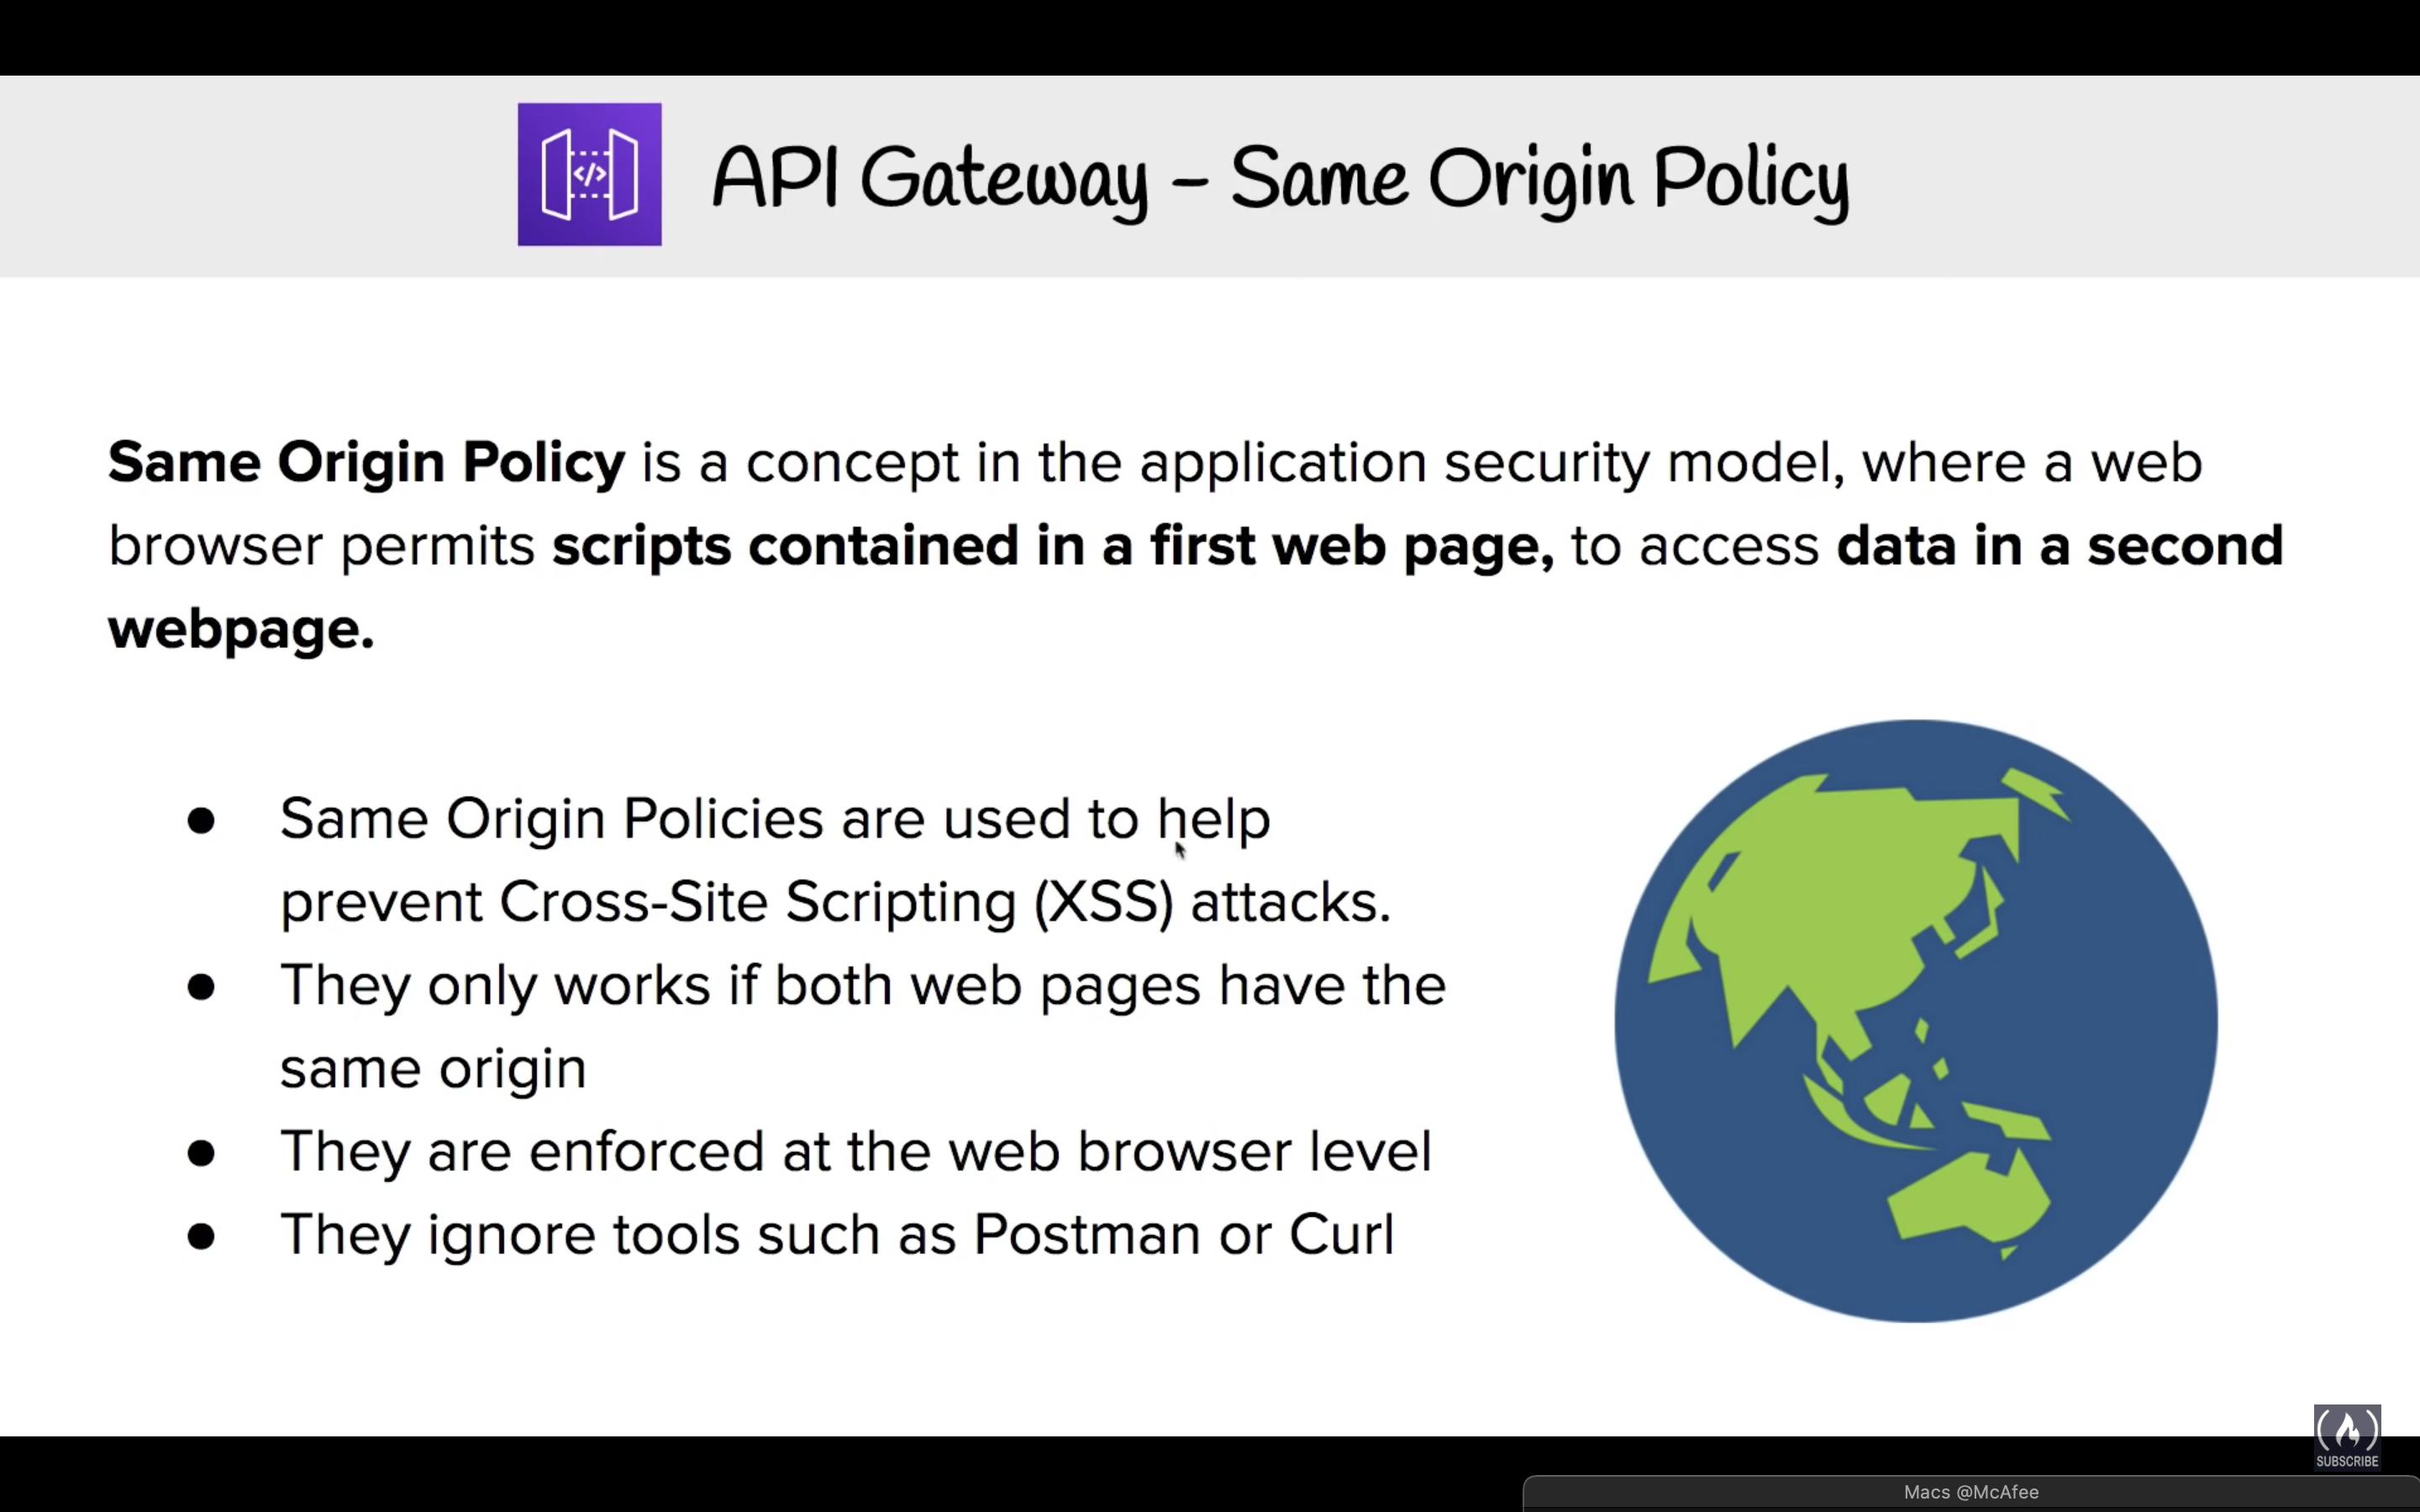 </>
API Gateway – Same Origin Policy
Same Origin Policy is a concept in the application security model, where a web
browser permits scripts contained in a first web page, to access data in a second
webpage.
● Same Origin Policies are used to help
prevent Cross-Site Scripting (XSS) attacks.
● They only works if both web pages have the
same origin
● They are enforced at the web browser level
● They ignore tools such as Postman or Curl
SUBSCRIBE
Macs @McAfee